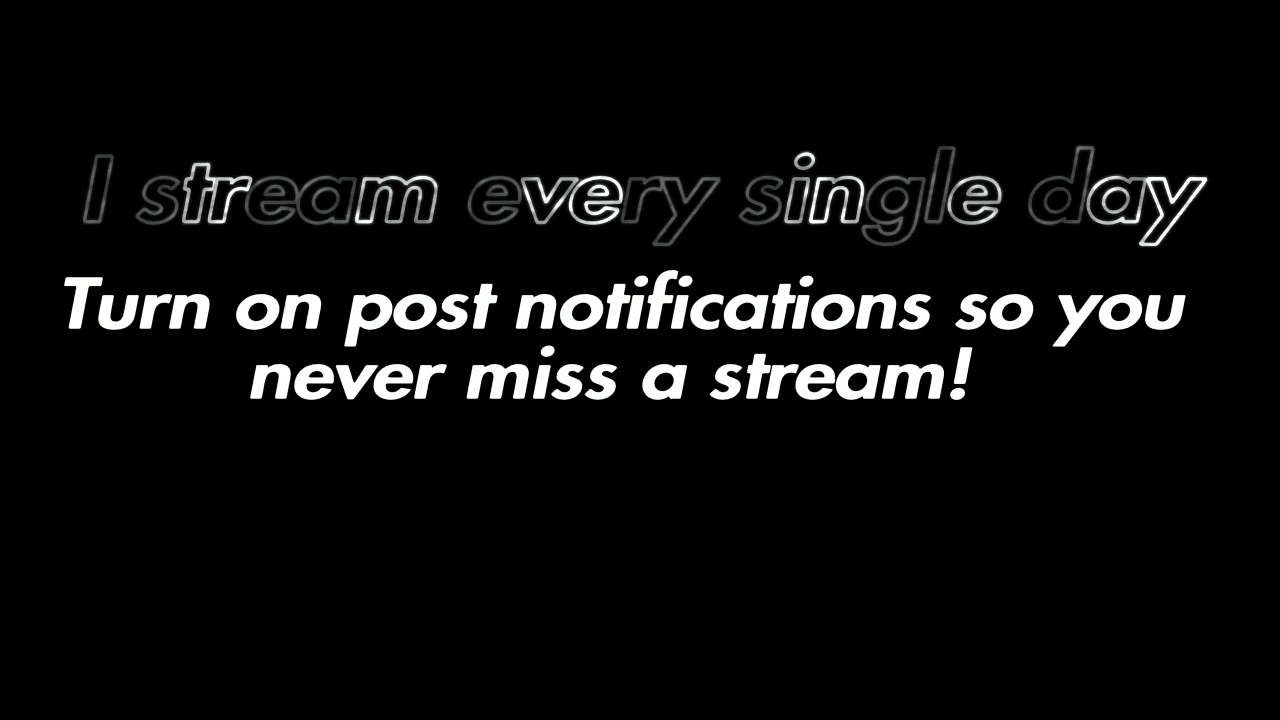 I stream every single day
Turn on post notifications so you
never miss a stream!